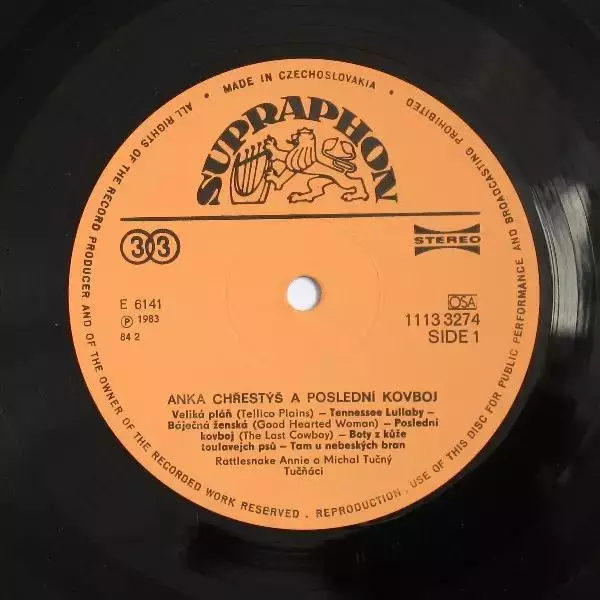 ALL RIGHTS OF THE RECORD PRODUCER AND OF THE OWNER OF THE RECORDED WORK RESERVED . REPRODUCTION . USE OF THIS DISC FOR PUBLIC PERFORMANCE AND BROADCASTING PROHIBITED
• MADE IN CZECHOSLOVAKIA •
SUPRAPHON
33
STEREO
E 6141
Ⓟ 1983
84 2
OSA
1113 3274
SIDE 1
ANKA CHŘESTÝŠ A POSLEDNÍ KOVBOJ
Veliká pláň (Tellico Plains) – Tennessee Lullaby –
Báječná ženská (Good Hearted Woman) – Poslední
kovboj (The Last Cowboy) – Boty z kůže
toulavejch psů – Tam u nebeských bran
Rattlesnake Annie a Michal Tučný
Tučňáci